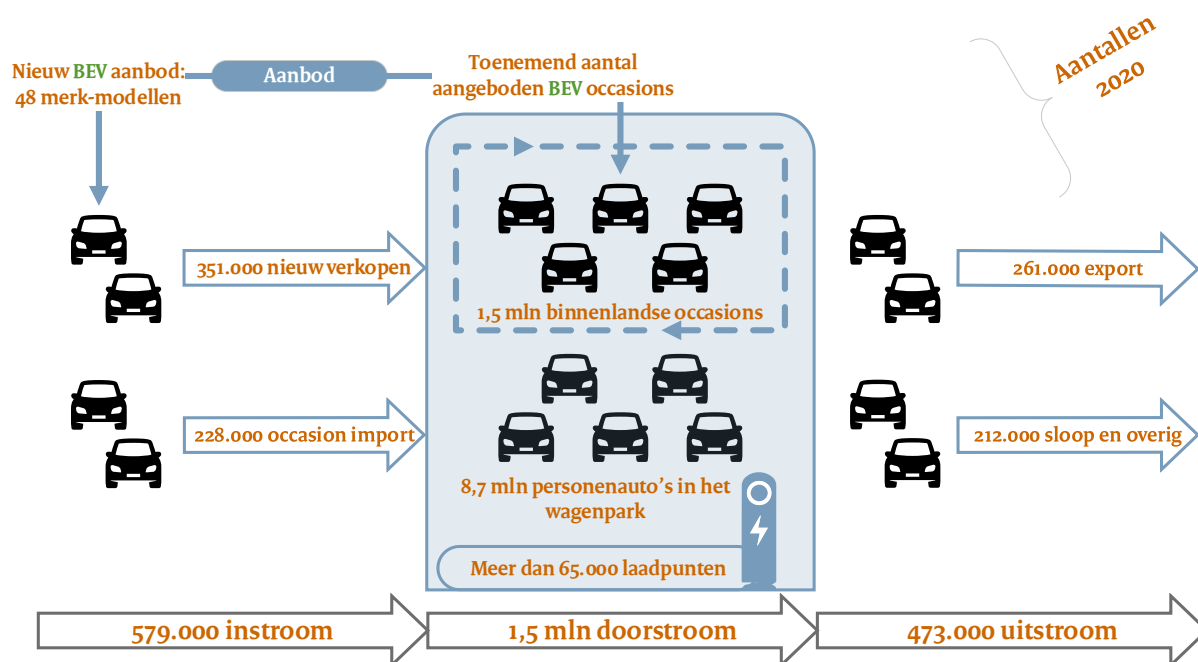 Nieuw BEV aanbod:
48 merk-modellen
Aanbod
Toenemend aantal
aangeboden BEV occasions
Aantallen
2020
351.000 nieuw verkopen
1,5 mln binnenlandse occasions
261.000 export
228.000 occasion import
212.000 sloop en overig
8,7 mln personenauto's in het
wagenpark
Meer dan 65.000 laadpunten
579.000 instroom
1,5 mln doorstroom
473.000 uitstroom